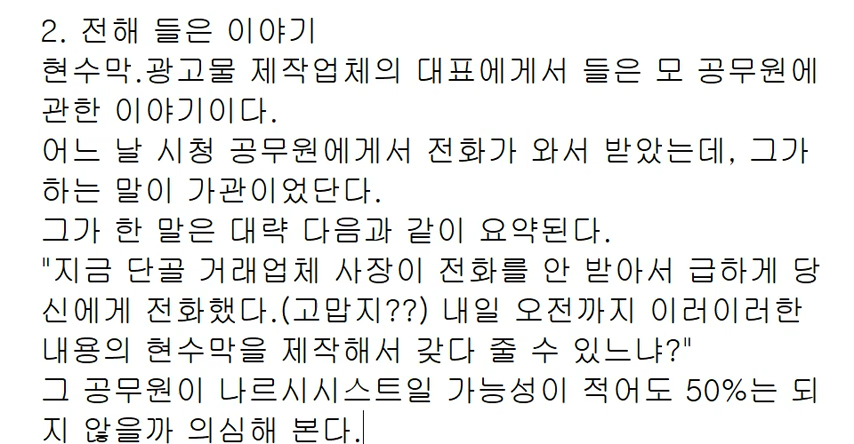 2. 전해 들은 이야기
현수막.광고물 제작업체의 대표에게서 들은 모 공무원에
관한 이야기이다.
어느 날 시청 공무원에게서 전화가 와서 받았는데, 그가
하는 말이 가관이었단다.
그가 한 말은 대략 다음과 같이 요약된다.
"지금 단골 거래업체 사장이 전화를 안 받아서 급하게 당
신에게 전화했다.(고맙지??) 내일 오전까지 이러이러한
내용의 현수막을 제작해서 갖다 줄 수 있느냐?"
그 공무원이 나르시시스트일 가능성이 적어도 50%는 되
지 않을까 의심해 본다.